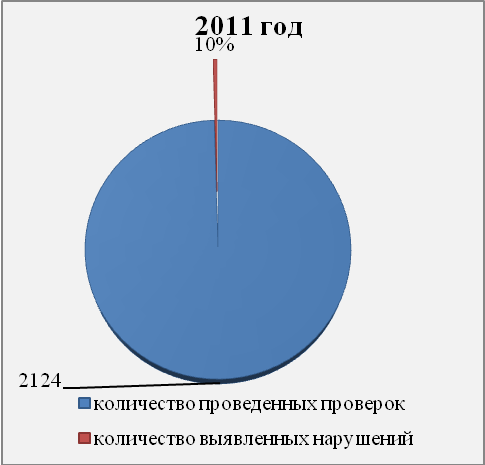 2011 год
10%
2124
количество проведенных проверок
количество выявленных нарушений